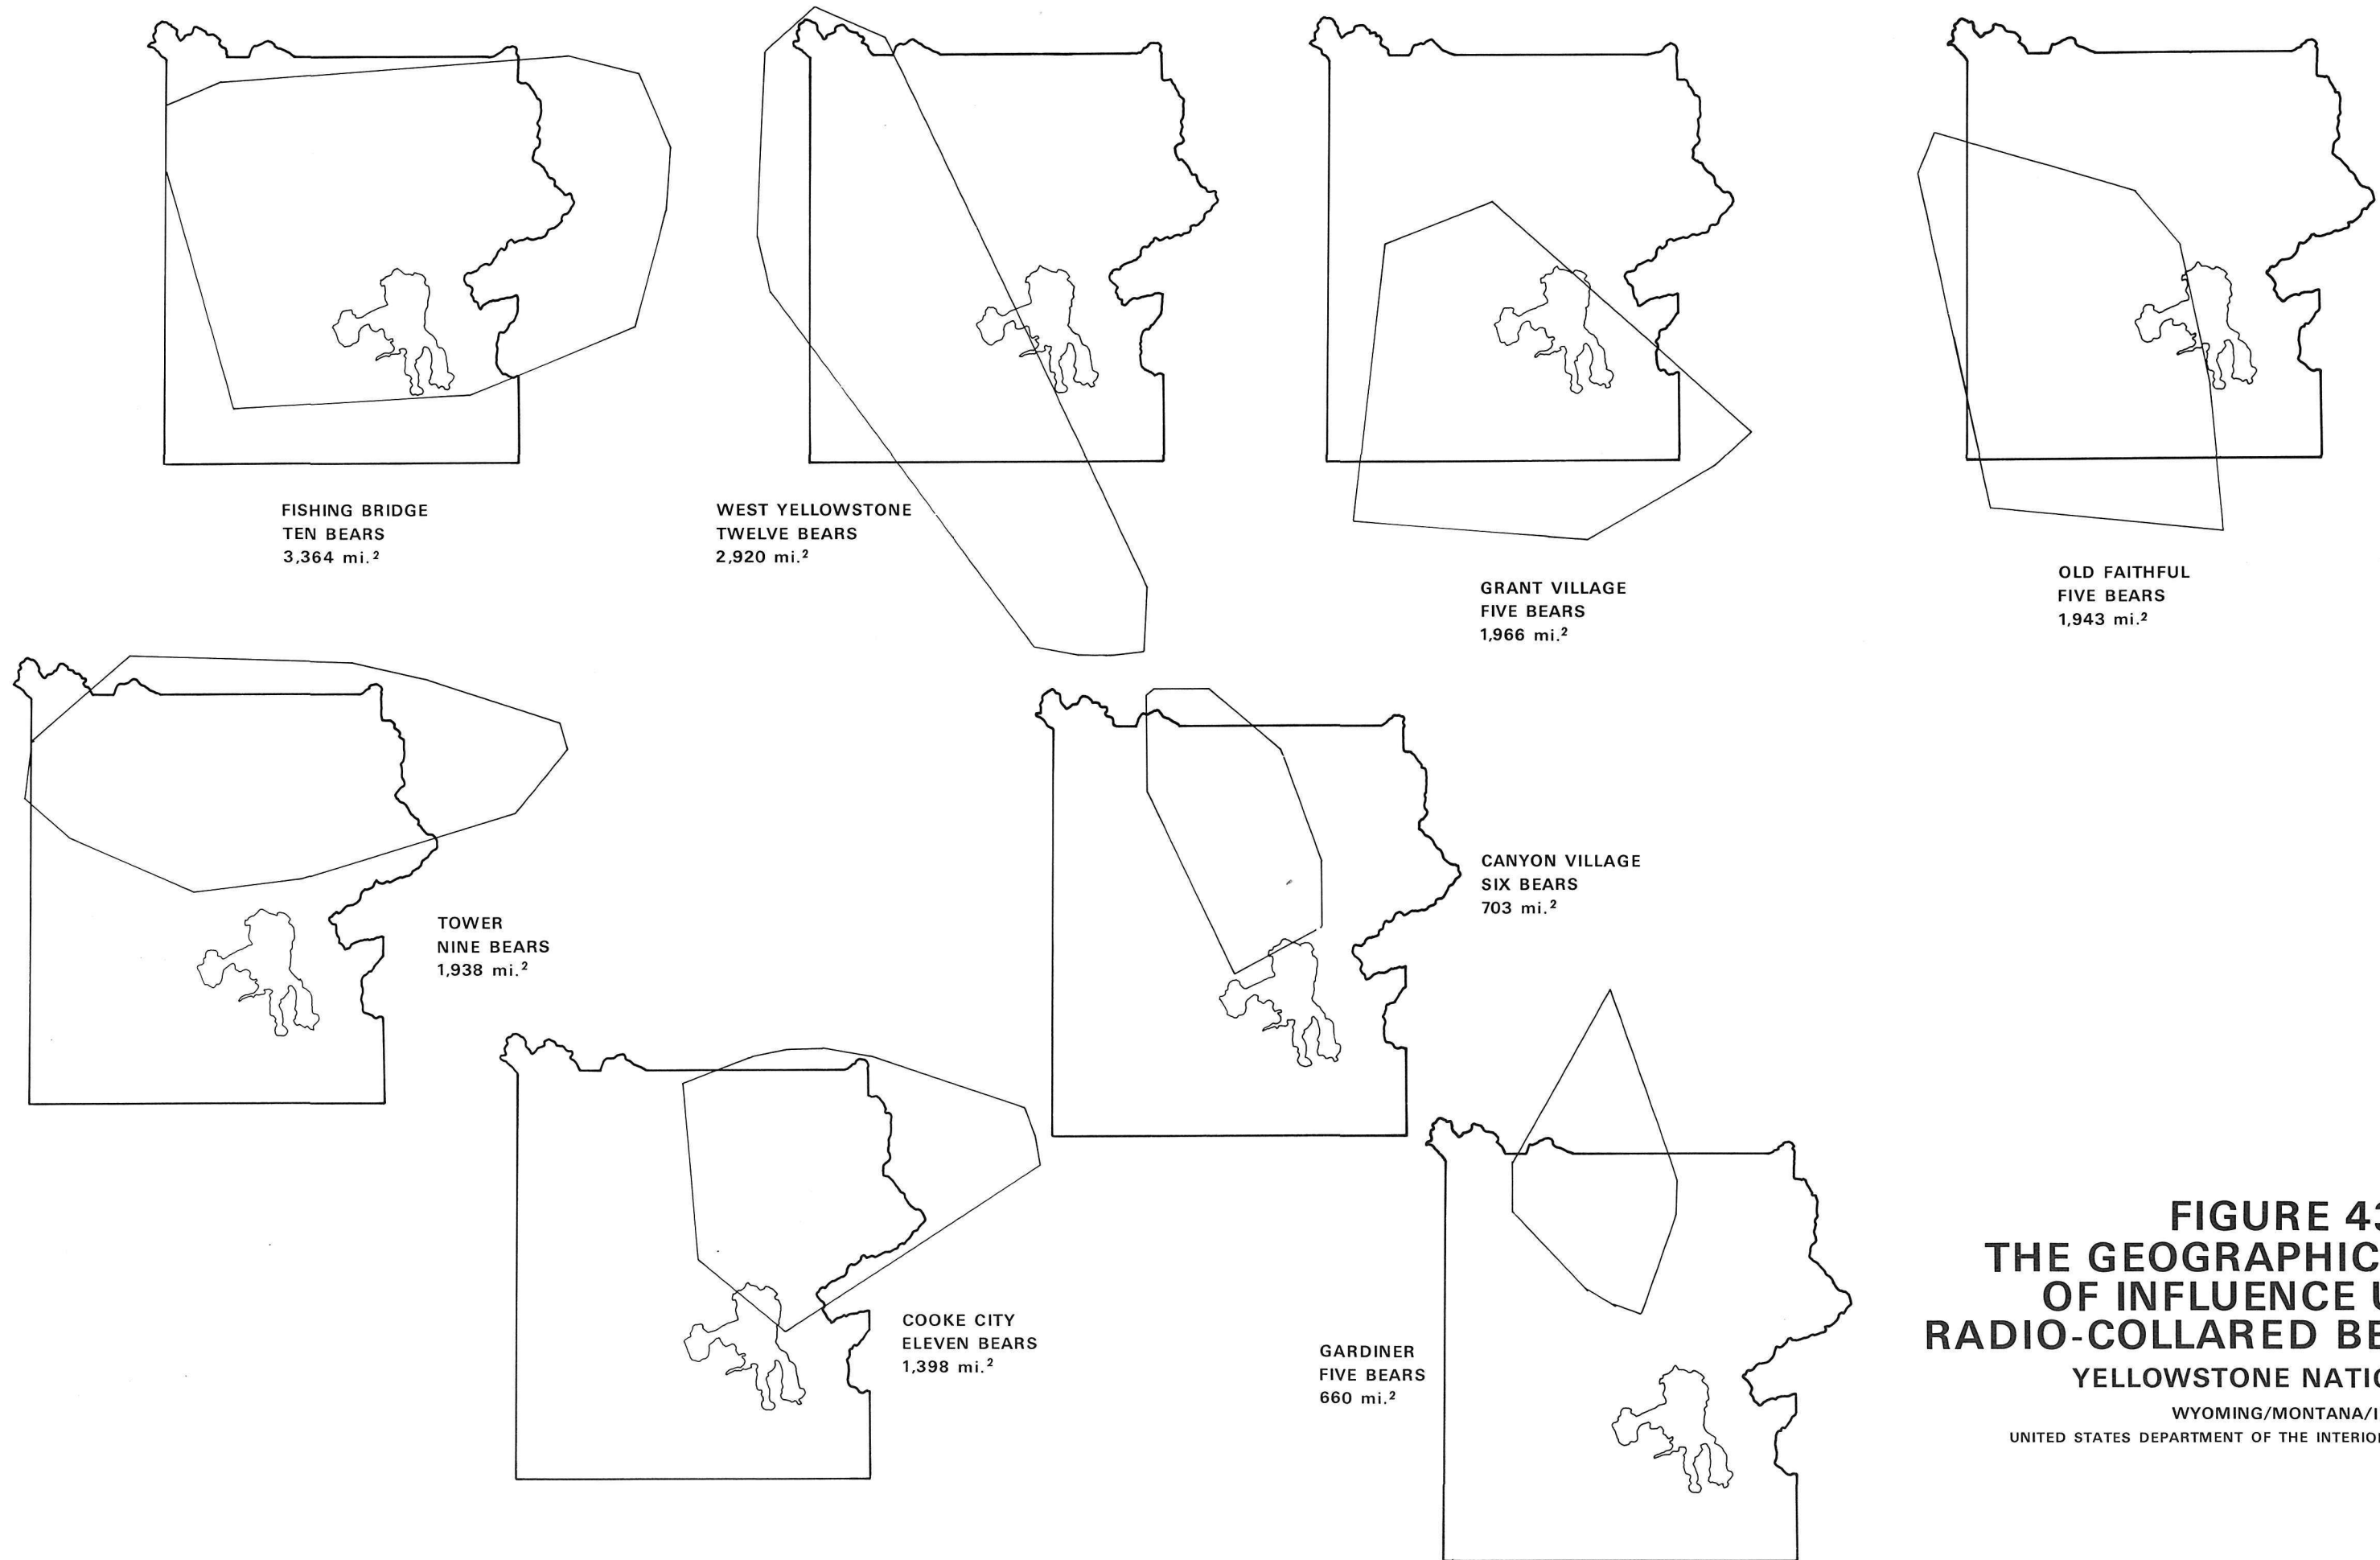 FISHING BRIDGE
TEN BEARS
3,364 mi.²
WEST YELLOWSTONE
TWELVE BEARS
2,920 mi.²
GRANT VILLAGE
FIVE BEARS
1,966 mi.²
OLD FAITHFUL
FIVE BEARS
1,943 mi.²
TOWER
NINE BEARS
1,938 mi.²
CANYON VILLAGE
SIX BEARS
703 mi.²
COOKE CITY
ELEVEN BEARS
1,398 mi.²
GARDINER
FIVE BEARS
660 mi.²
FIGURE 43
THE GEOGRAPHIC
OF INFLUENCE
RADIO-COLLARED
YELLOWSTONE
WYOMING/MONTANA/
UNITED STATES DEPARTMENT OF THE